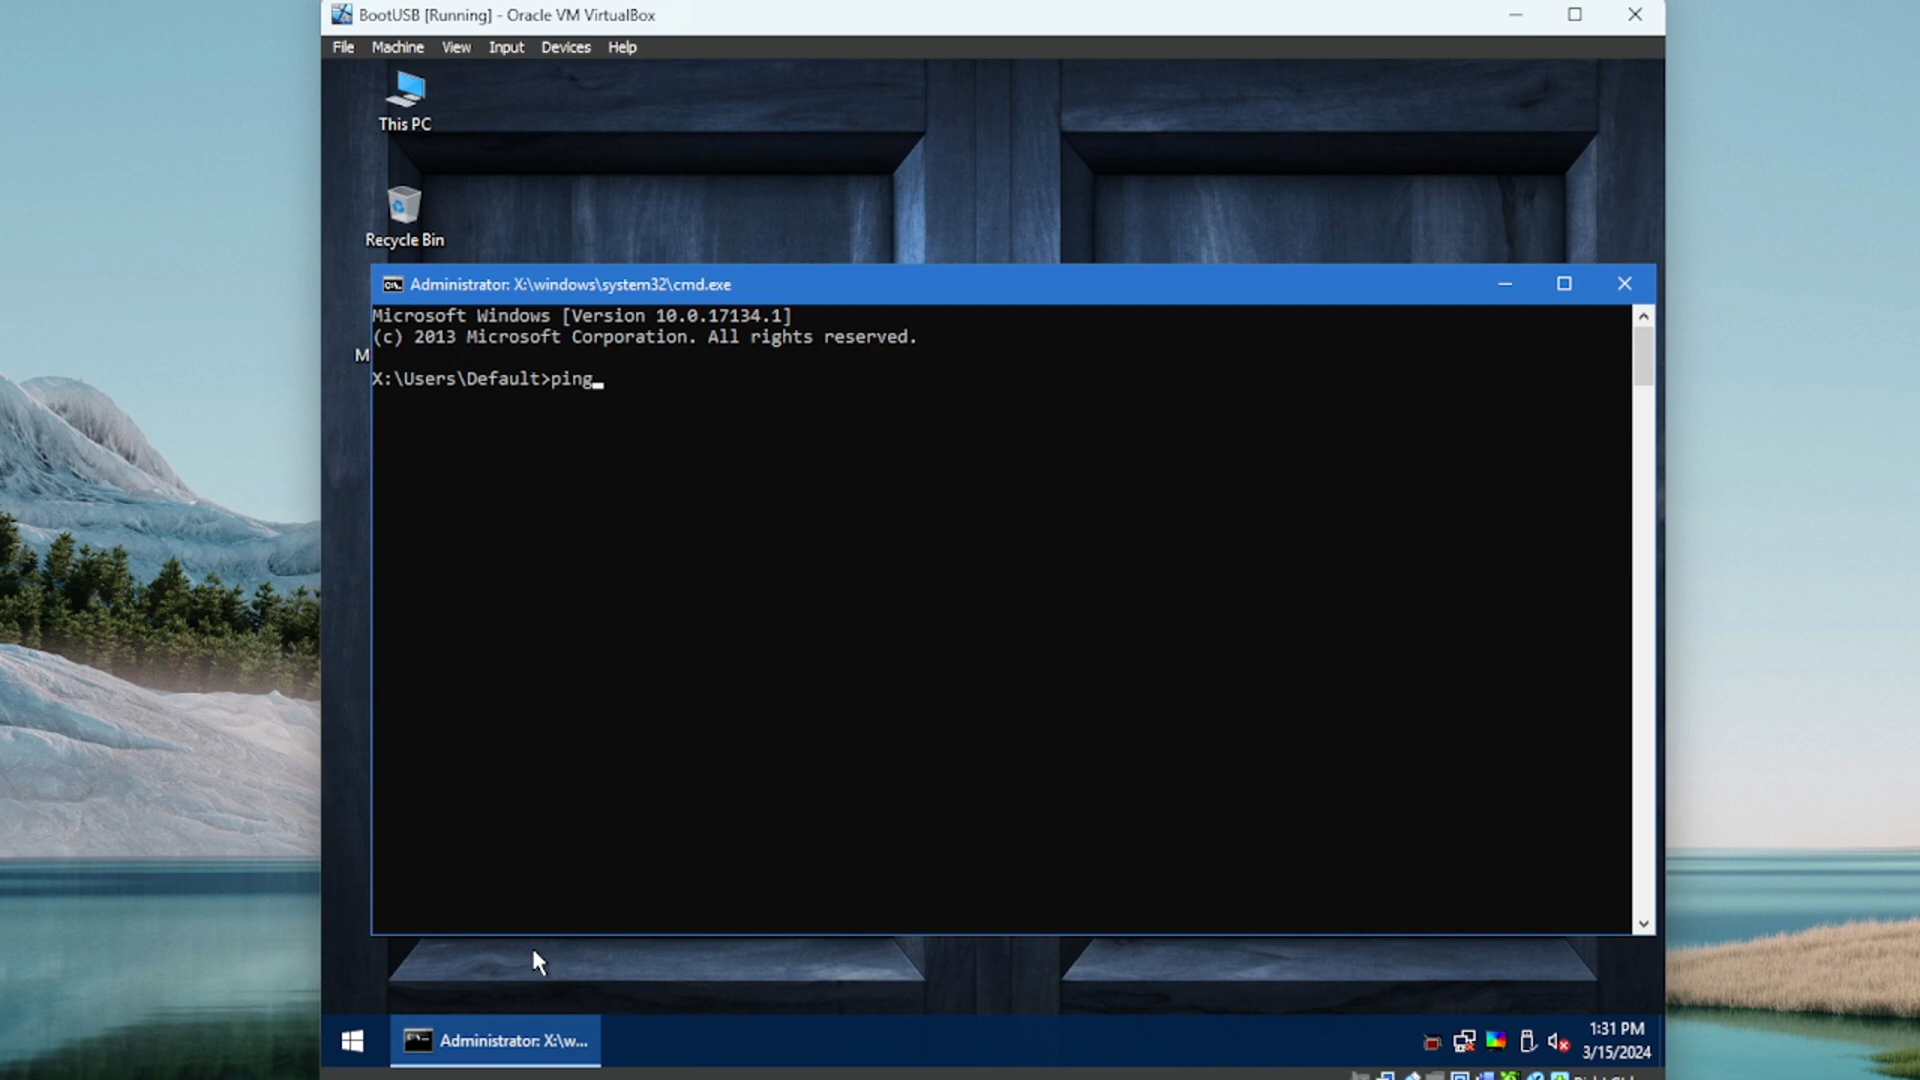 BootUSB [Running] - Oracle VM VirtualBox
File Machine View Input Devices Help
This PC
Recycle Bin
Administrator: X:\windows\system32\cmd.exe
Microsoft Windows [Version 10.0.17134.1]
(c) 2013 Microsoft Corporation. All rights reserved.
M
X:\Users\Default>ping
Administrator: X:\w...
1:31 PM
3/15/2024